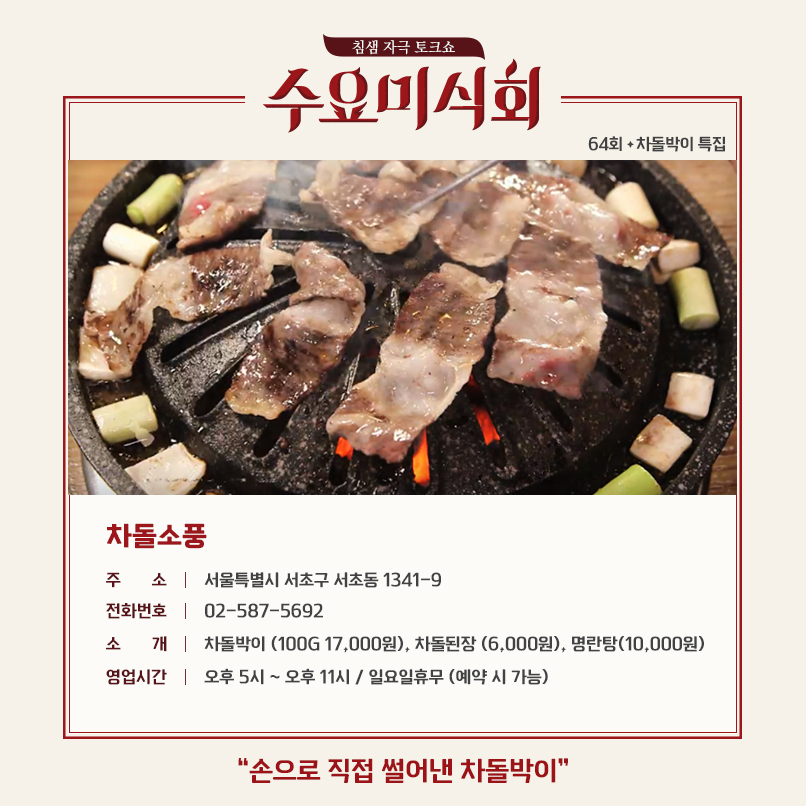 침샘 자극 토크쇼
수요미식회
64회 + 차돌박이 특집
차돌소풍
주 소 | 서울특별시 서초구 서초동 1341-9
전화번호 | 02-587-5692
소 개 | 차돌박이 (100G 17,000원), 차돌된장 (6,000원), 명란탕(10,000원)
영업시간 | 오후 5시 ~ 오후 11시 / 일요일휴무 (예약 시 가능)
“손으로 직접 썰어낸 차돌박이”